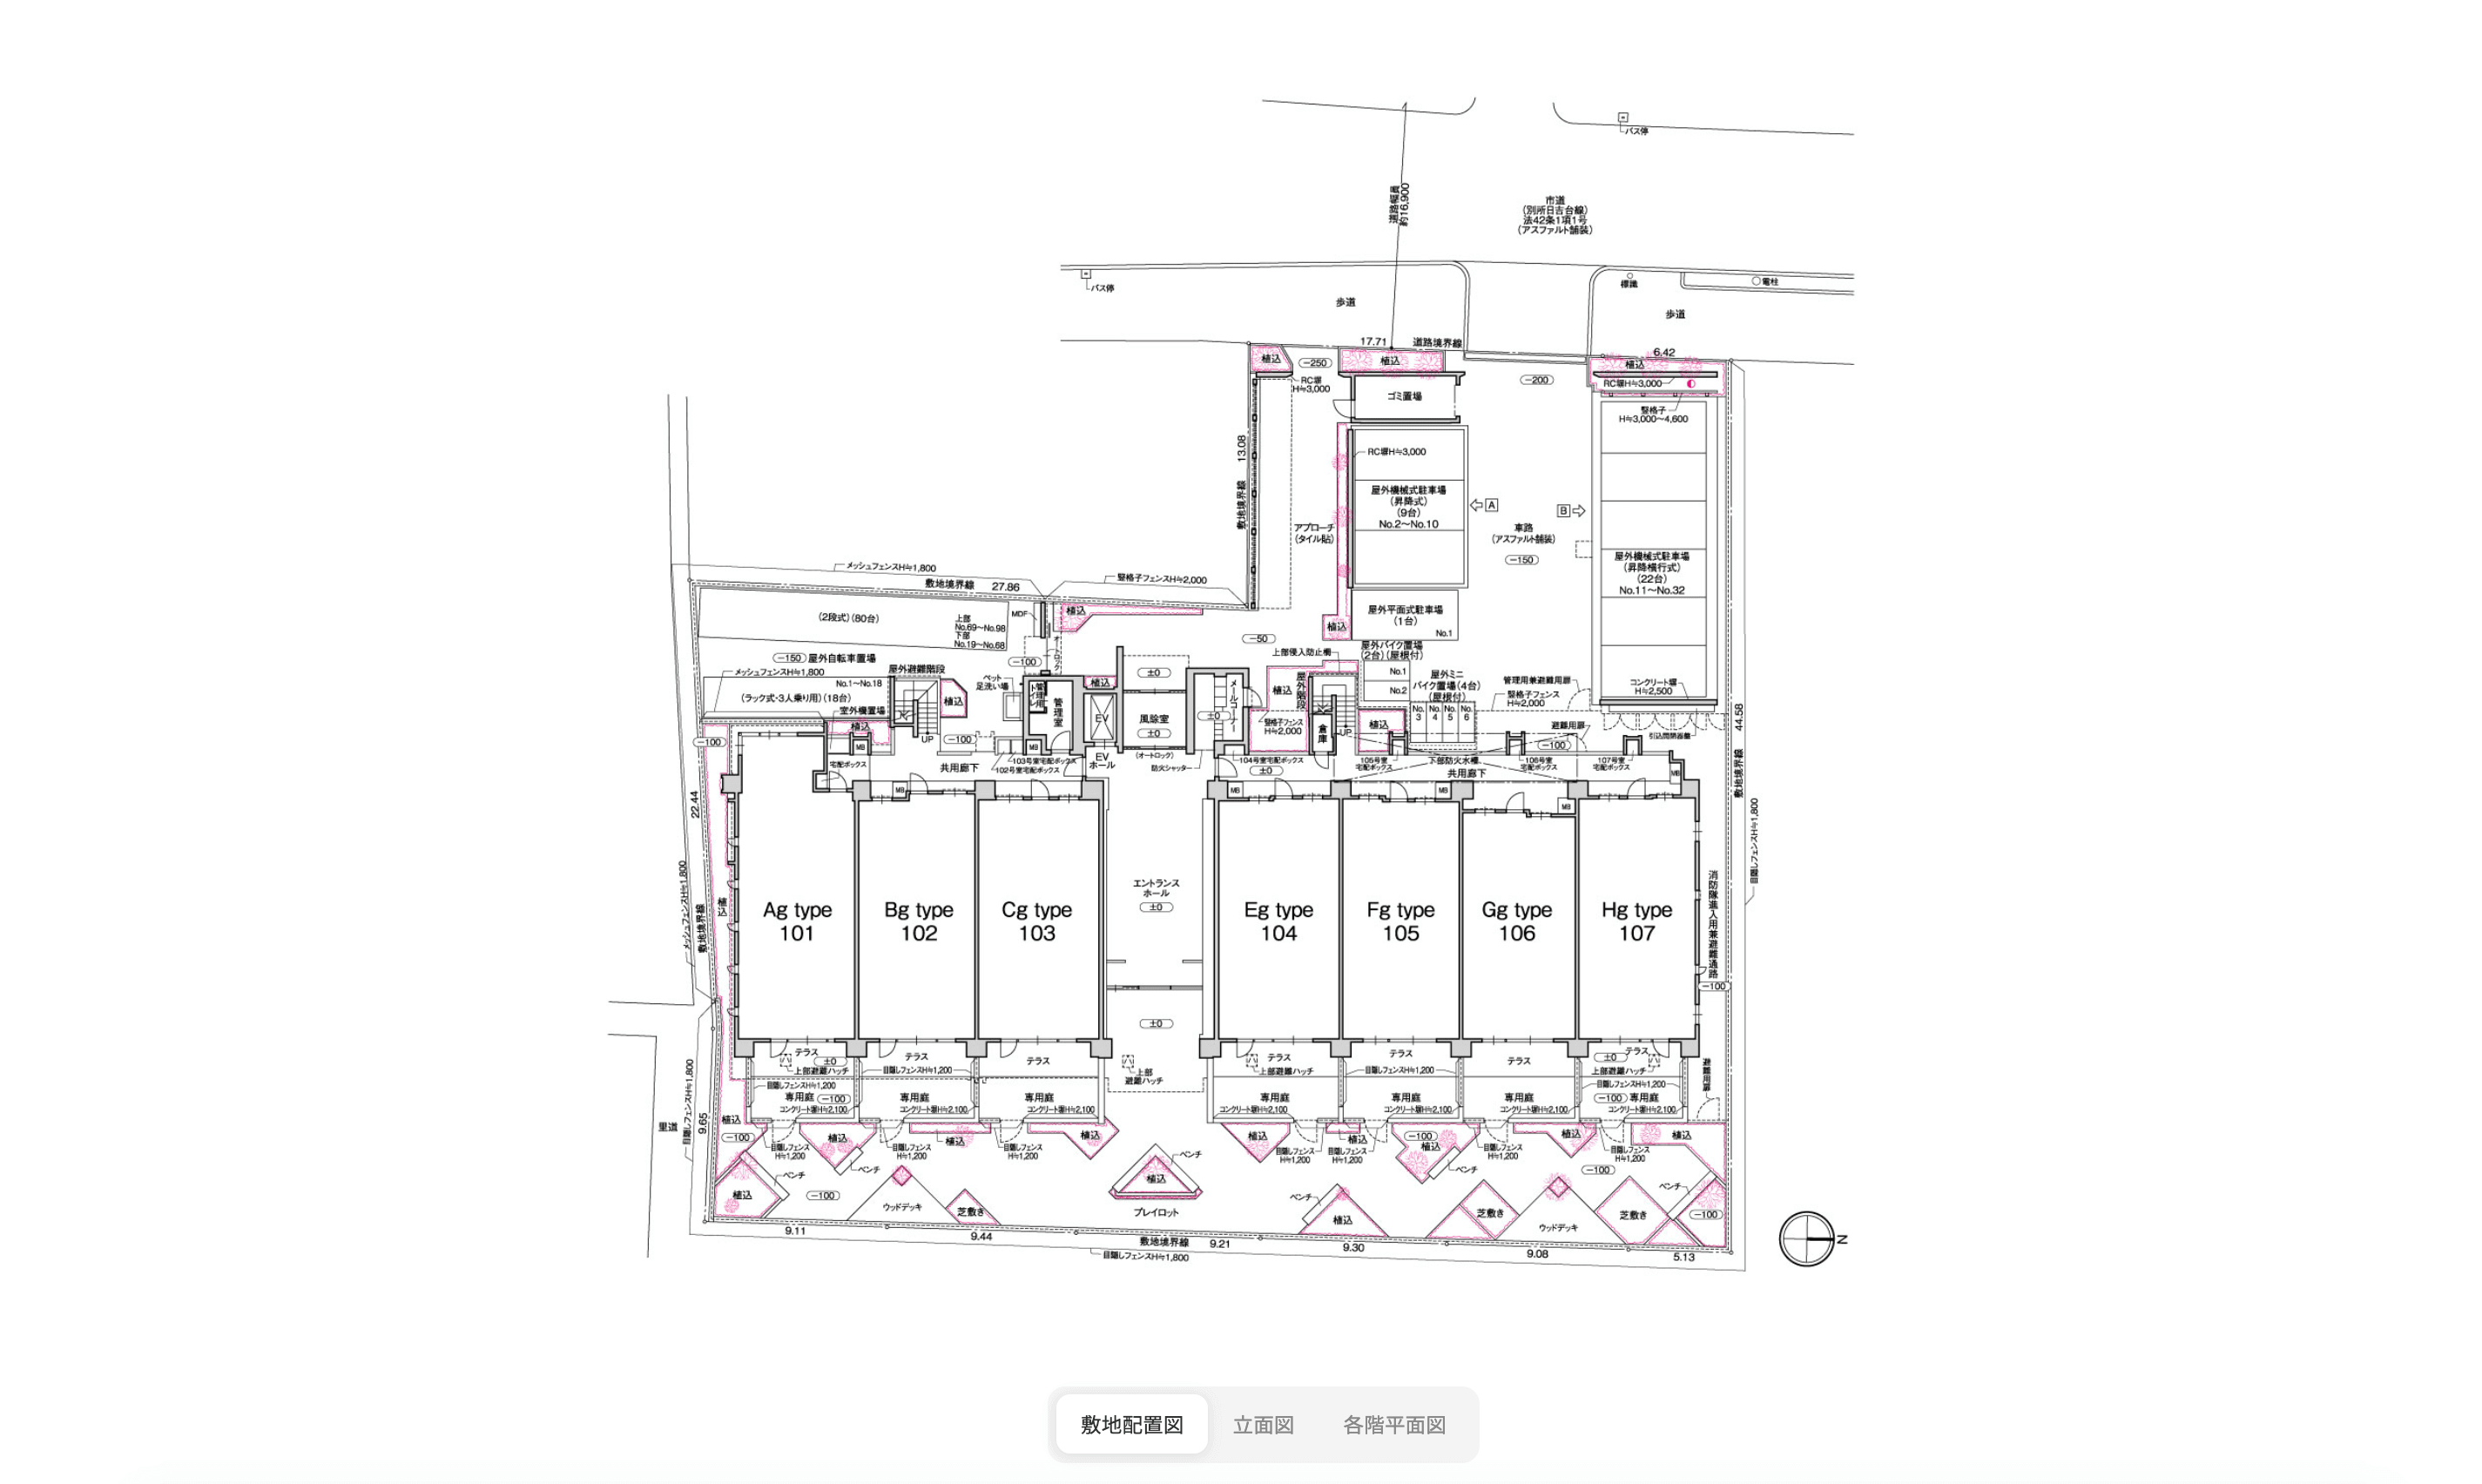 バス停
道路幅員
約16,900
市道
(別所日吉台線)
法42条1項1号
(アスファルト舗装)
バス停
標識
電柱
歩道
歩道
17.71
道路境界線
6.42
植込
−250
植込
植込
RC塀
H≒3,000
−200
RC塀H≒3,000
ゴミ置場
竪格子
H≒3,000〜4,600
13.08
敷地境界線
RC塀H≒3,000
屋外機械式駐車場
(昇降式)
(9台)
No.2〜No.10
A
B
アプローチ
(タイル貼)
車路
(アスファルト舗装)
−150
屋外機械式駐車場
(昇降横行式)
(22台)
No.11〜No.32
メッシュフェンスH≒1,800
敷地境界線 27.86
竪格子フェンスH≒2,000
(2段式)(80台)
上部
No.69〜No.98
下部
No.19〜No.68
MDF
植込
屋外平面式駐車場
(1台)
No.1
植込
−50
−150 屋外自転車置場
−100
上部侵入防止柵
屋外バイク置場
(2台)(屋根付)
メッシュフェンスH≒1,800
屋外避難階段
No.1〜No.18
(ラック式・3人乗り用)(18台)
室外機置場
ペット
足洗い場
植込
植込
管理室
EV
±0
風除室
±0
メールコーナー
±0
植込
屋外階段
No.1
No.2
屋外ミニ
バイク置場(4台)
(屋根付)
No.3
No.4
No.5
No.6
管理用兼避難用扉
竪格子フェンス
H≒2,000
コンクリート塀
H≒2,500
竪格子フェンス
H≒2,000
倉庫
UP
植込
避難用扉
−100
引込開閉器盤
44.58
敷地境界線
−100
植込
MB
宅配ボックス
UP
−100
共用廊下
MB
103号室宅配ボックス
102号室宅配ボックス
EV
ホール
(オートロック)
防火シャッター
104号室宅配ボックス
±0
105号室
宅配ボックス
下部防火水槽
共用廊下
106号室
宅配ボックス
107号室
宅配ボックス
MB
MB
MB
MB
MB
22.44
メッシュフェンスH≒1,800
敷地境界線
植込
Ag type
101
Bg type
102
Cg type
103
エントランス
ホール
±0
Eg type
104
Fg type
105
Gg type
106
Hg type
107
消防隊進入用兼避難通路
−100
目隠しフェンスH≒1,800
±0
テラス
±0
上部避難ハッチ
目隠しフェンスH≒1,200
専用庭
−100
コンクリート塀H≒2,100
テラス
目隠しフェンスH≒1,200
専用庭
コンクリート塀H≒2,100
テラス
専用庭
コンクリート塀H≒2,100
上部
避難ハッチ
テラス
上部避難ハッチ
専用庭
コンクリート塀H≒2,100
テラス
目隠しフェンスH≒1,200
専用庭
コンクリート塀H≒2,100
テラス
専用庭
コンクリート塀H≒2,100
±0
テラス
上部避難ハッチ
目隠しフェンスH≒1,200
−100
専用庭
コンクリート塀H≒2,100
避難用扉
里道
目隠しフェンスH≒1,800
9.65
植込
−100
目隠しフェンス
H≒1,200
植込
ベンチ
目隠しフェンス
H≒1,200
植込
目隠しフェンス
H≒1,200
植込
植込
目隠しフェンス
H≒1,200
植込
目隠しフェンス
H≒1,200
−100
植込
ベンチ
目隠しフェンス
H≒1,200
植込
目隠しフェンス
H≒1,200
植込
−100
植込
ベンチ
−100
ウッドデッキ
芝敷き
ベンチ
植込
プレイロット
ベンチ
植込
芝敷き
ウッドデッキ
芝敷き
ベンチ
−100
9.11
9.44
敷地境界線
9.21
9.30
9.08
5.13
目隠しフェンスH≒1,800
N
敷地配置図
立面図
各階平面図